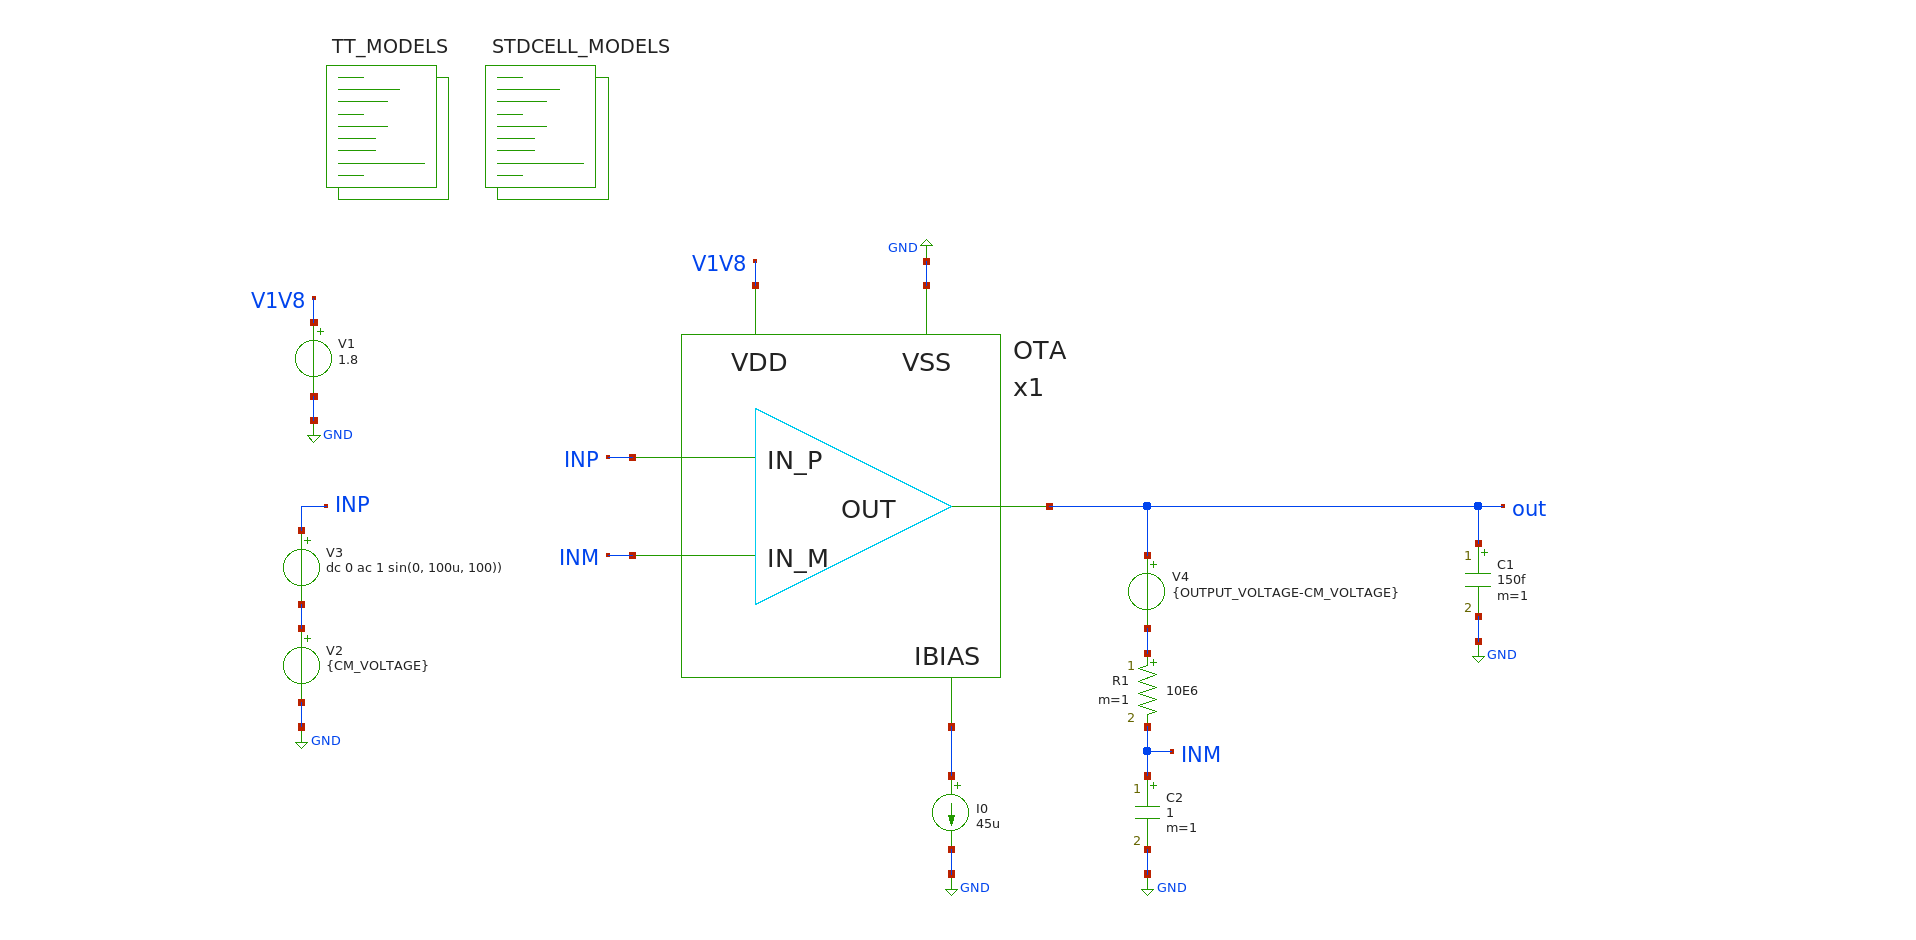 TT_MODELS
STDCELL_MODELS
GND
V1V8
V1V8
+
V1
1.8
GND
VDD
VSS
OTA
x1
INP
IN_P
INP
OUT
out
+
V3
dc 0 ac 1 sin(0, 100u, 100))
INM
IN_M
+
V4
{OUTPUT_VOLTAGE-CM_VOLTAGE}
1
+
C1
150f
m=1
2
GND
+
V2
{CM_VOLTAGE}
GND
IBIAS
1
+
R1
m=1
10E6
2
INM
+
I0
45u
GND
1
+
C2
1
m=1
2
GND